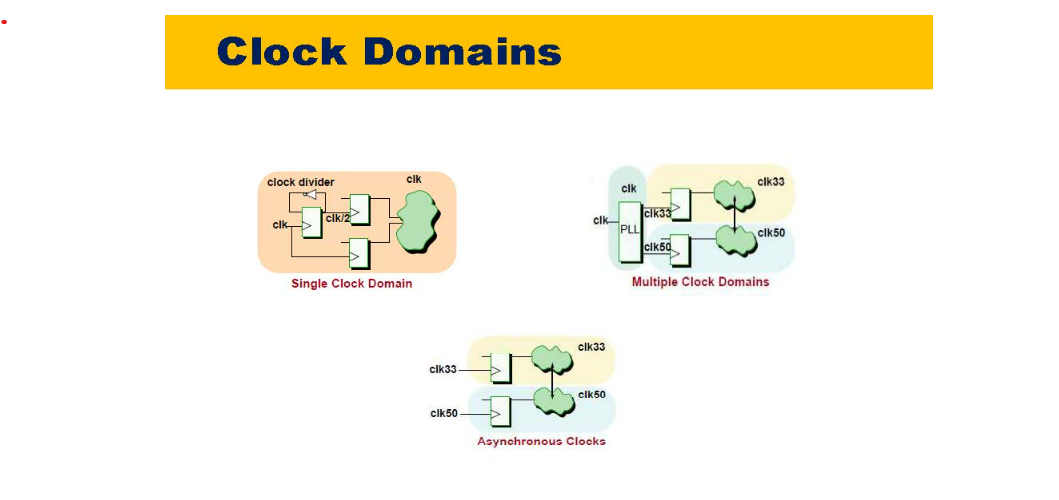 Clock Domains
clock divider
clk
clk
clk/2
Single Clock Domain
clk
clk
PLL
clk33
clk50
clk33
clk50
Multiple Clock Domains
clk33
clk50
clk33
clk50
Asynchronous Clocks